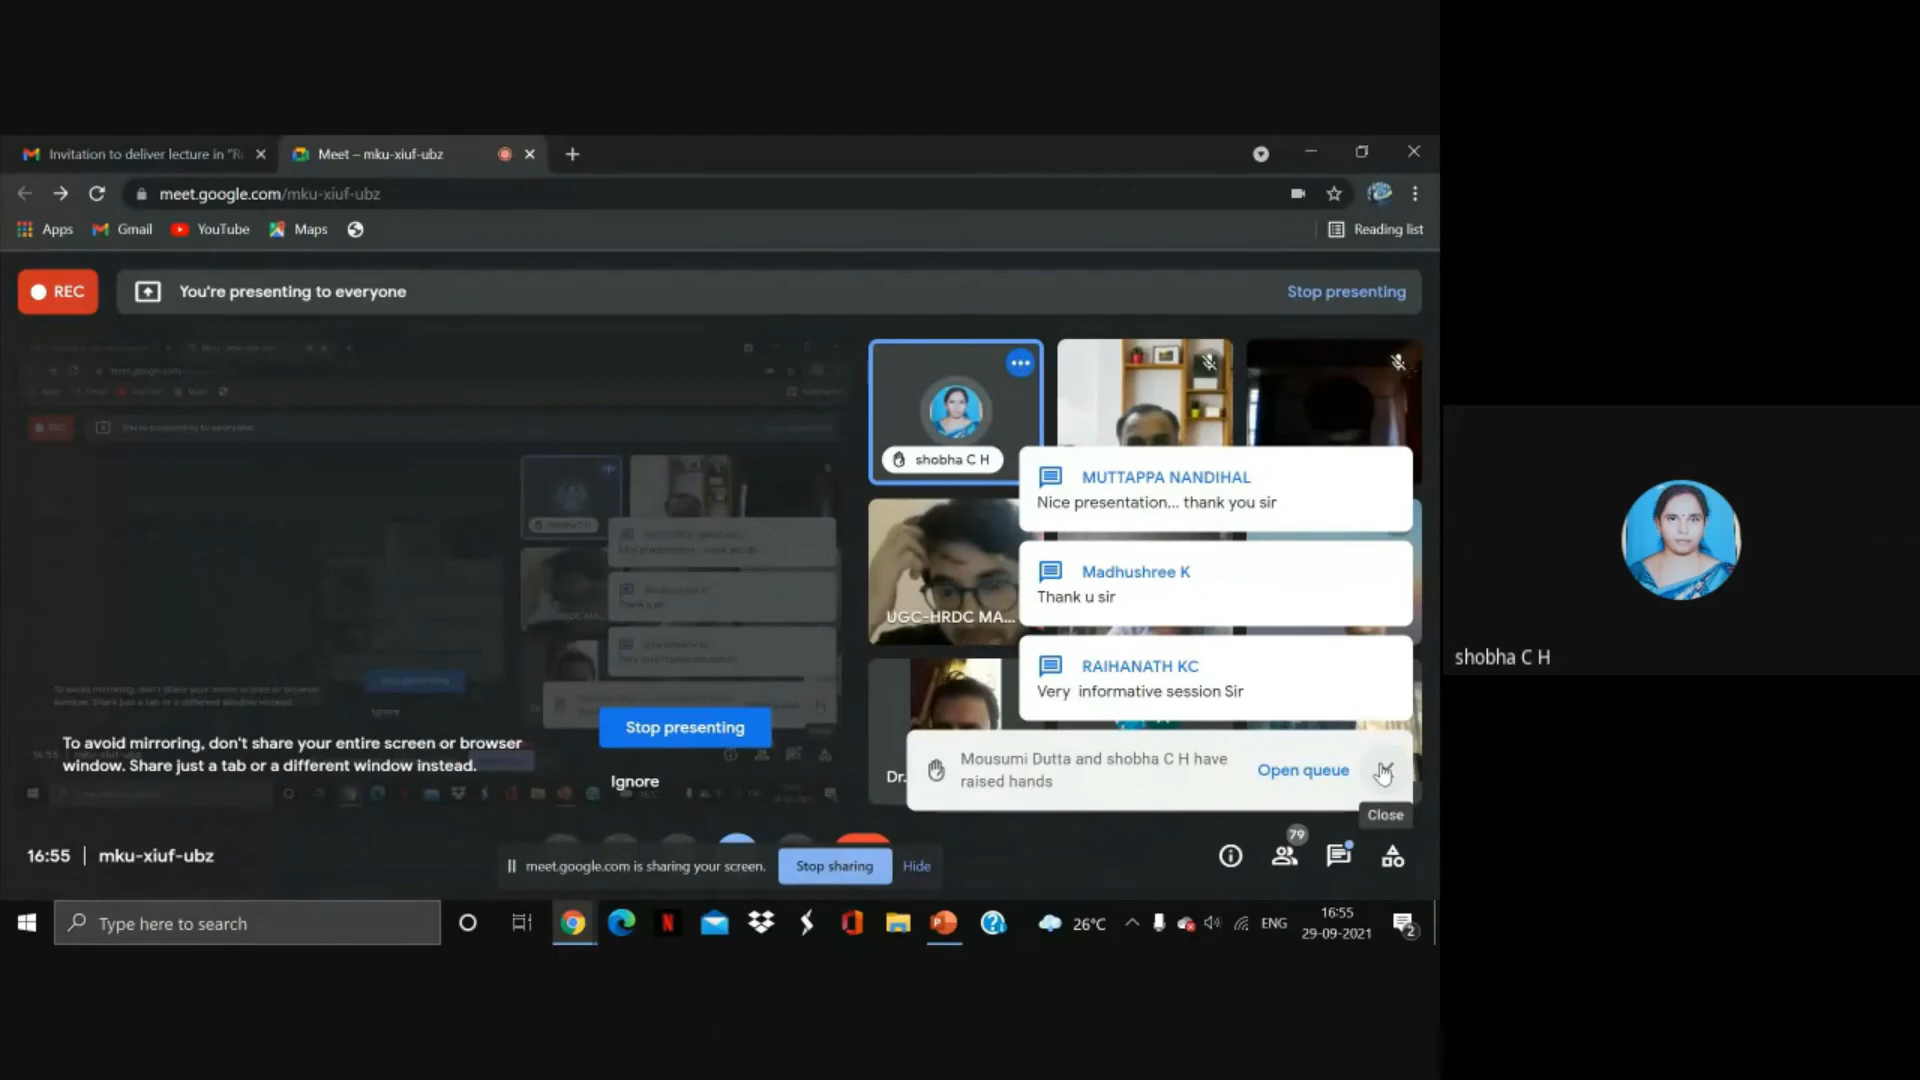 Invitation to deliver lecture in "R
Meet – mku-xiuf-ubz
meet.google.com/mku-xiuf-ubz
Apps
Gmail
YouTube
Maps
Reading list
REC
You're presenting to everyone
Stop presenting
shobha C H
MUTTAPPA NANDIHAL
Nice presentation... thank you sir
UGC-HRDC MA...
Madhushree K
Thank u sir
RAIHANATH KC
Very informative session Sir
shobha C H
To avoid mirroring, don't share your entire screen or browser
window. Share just a tab or a different window instead.
Stop presenting
Ignore
Dr.
Mousumi Dutta and shobha C H have
raised hands
Open queue
Close
79
16:55
mku-xiuf-ubz
meet.google.com is sharing your screen.
Stop sharing
Hide
Type here to search
26°C
ENG
16:55
29-09-2021
2